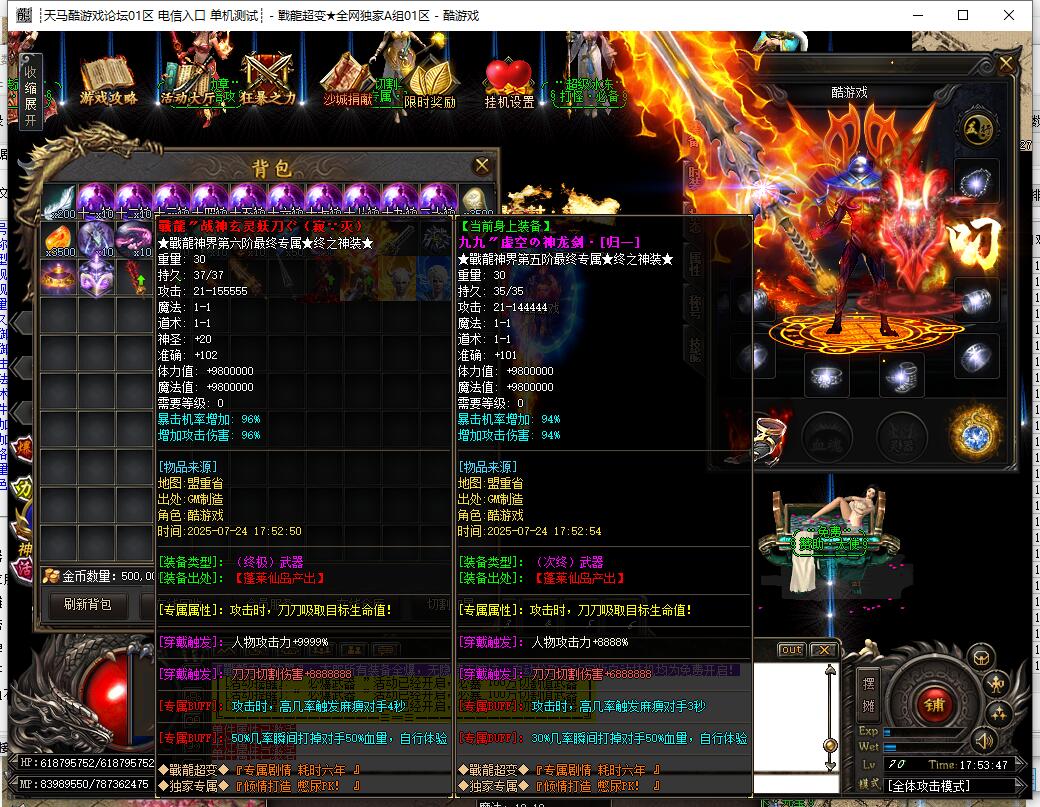 天马酷游戏论坛01区 电信入口 单机测试┆ - 戰龍超变★全网独家A组01区 - 酷游戏
收缩展开
游戏攻略
活动大厅
狂暴之力
沙城捐献
限时奖励
挂机设置
打怪·必备
背包
酷游戏
★戰龍神界第六阶最终专属★终之神装★
重量: 30
持久: 37/37
攻击: 21-155555
魔法: 1-1
道术: 1-1
神圣: +20
准确: +102
体力值: +9800000
魔法值: +9800000
需要等级: 0
暴击机率增加: 96%
增加攻击伤害: 96%
[物品来源]
地图:盟重省
出处:GM制造
角色:酷游戏
时间:2025-07-24 17:52:50
[装备类型]: (终极)武器
[装备出处]: 【蓬莱仙岛产出】
[专属属性]: 攻击时，刀刀吸取目标生命值!
[穿戴触发]: 人物攻击力+9999%
[穿戴触发]: 刀刀切割伤害+8888888
[专属BUFF]: 攻击时，高几率触发麻痹对手4秒
[专属BUFF]: 50%几率瞬间打掉对手50%血量，自行体验
◆戰龍超变◆『专属剧情 耗时六年 』
◆独家专属◆『倾情打造 憋尿PK! 』
【当前身上装备】
九九〃虚空の神龙剑·[归一]
★戰龍神界第五阶最终专属★终之神装★
重量: 30
持久: 35/35
攻击: 21-144444
魔法: 1-1
道术: 1-1
准确: +101
体力值: +9800000
魔法值: +9800000
需要等级: 0
暴击机率增加: 94%
增加攻击伤害: 94%
[物品来源]
地图:盟重省
出处:GM制造
角色:酷游戏
时间:2025-07-24 17:52:54
[装备类型]: (次终)武器
[装备出处]: 【蓬莱仙岛产出】
[专属属性]: 攻击时，刀刀吸取目标生命值!
[穿戴触发]: 人物攻击力+8888%
[穿戴触发]: 刀刀切割伤害+6888888
[专属BUFF]: 攻击时，高几率触发麻痹对手3秒
[专属BUFF]: 30%几率瞬间打掉对手50%血量，自行体验
◆戰龍超变◆『专属剧情 耗时六年 』
◆独家专属◆『倾情打造 憋尿PK! 』
金币数量: 500,00
刷新背包
免费
赞助·大使
out
摆摊
Exp
Wet
Lv 70 Time:17:53:47
模式 [全体攻击模式]
HP:618795752/618795752
MP:83989550/787362475